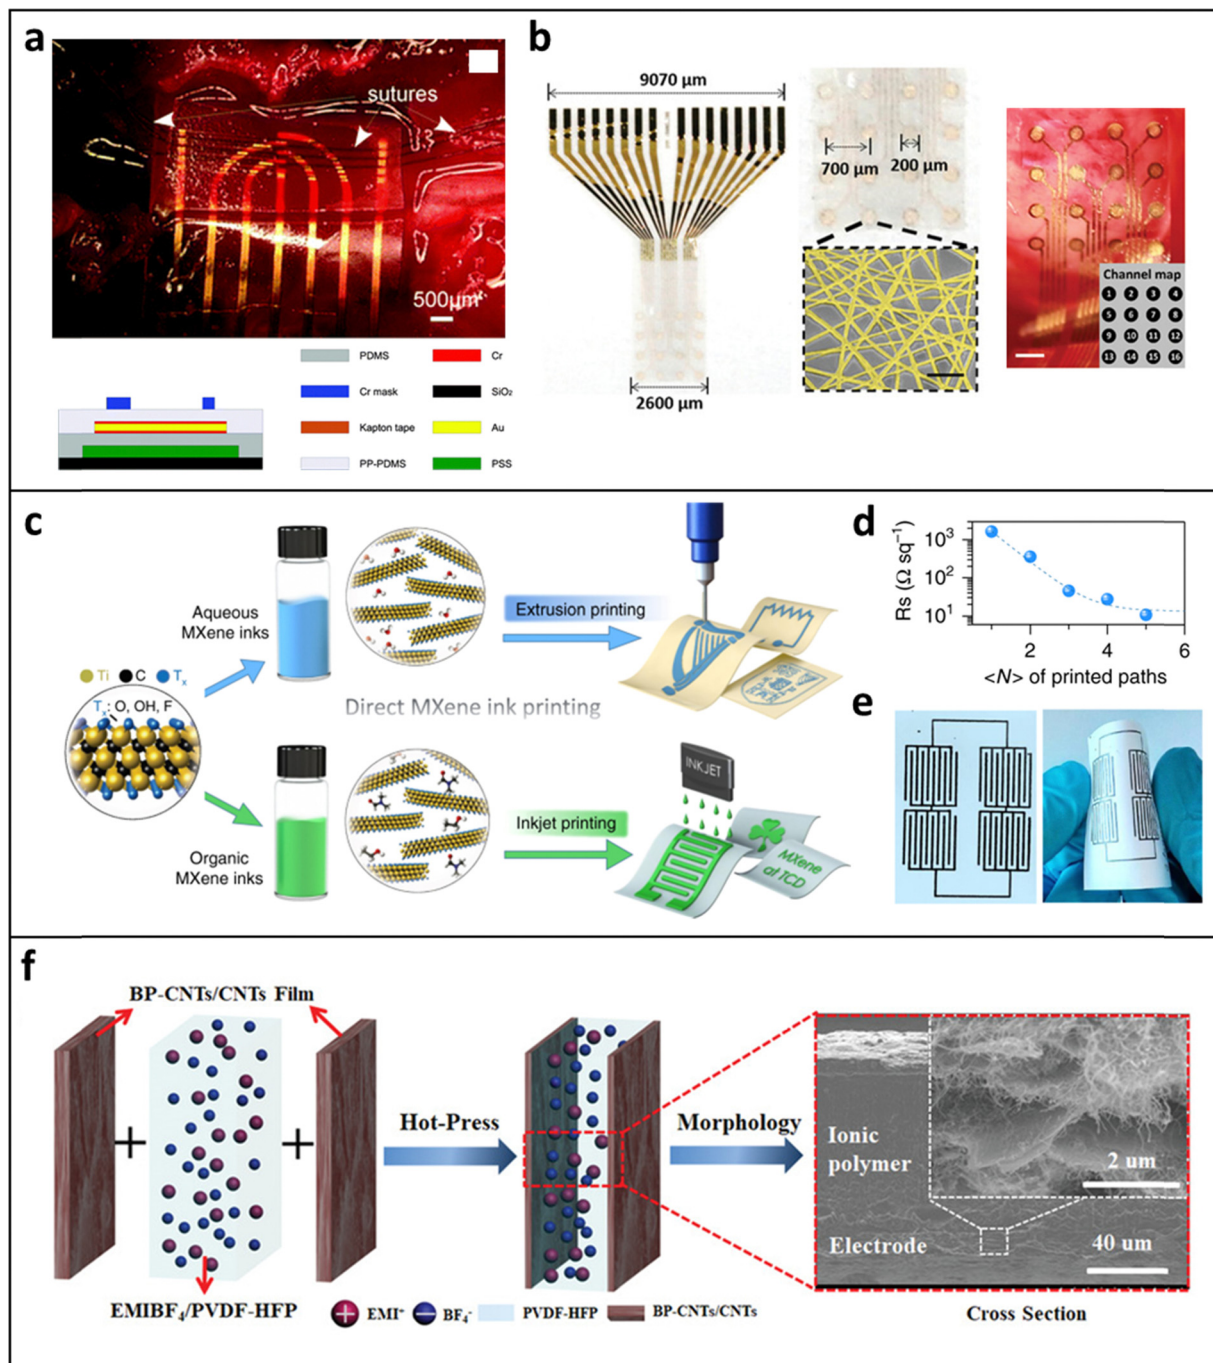 a
sutures
500µm
PDMS
Cr
Cr mask
SiO₂
Kapton tape
Au
PP-PDMS
PSS
b
9070 µm
700 µm
200 µm
2600 µm
Channel map
1 2 3 4
5 6 7 8
9 10 11 12
13 14 15 16
c
Aqueous
MXene inks
Extrusion printing
Ti C Tₓ
Tₓ: O, OH, F
Direct MXene ink printing
Organic
MXene inks
Inkjet printing
INKJET
MXene
at TCD
d
Rs (Ω sq⁻¹)
10³
10²
10¹
2 4 6
<N> of printed paths
e
f
BP-CNTs/CNTs Film
+ +
Hot-Press
Morphology
Ionic
polymer
2 um
Electrode
40 um
EMIBF₄/PVDF-HFP
EMI⁺ BF₄⁻ PVDF-HFP BP-CNTs/CNTs
Cross Section